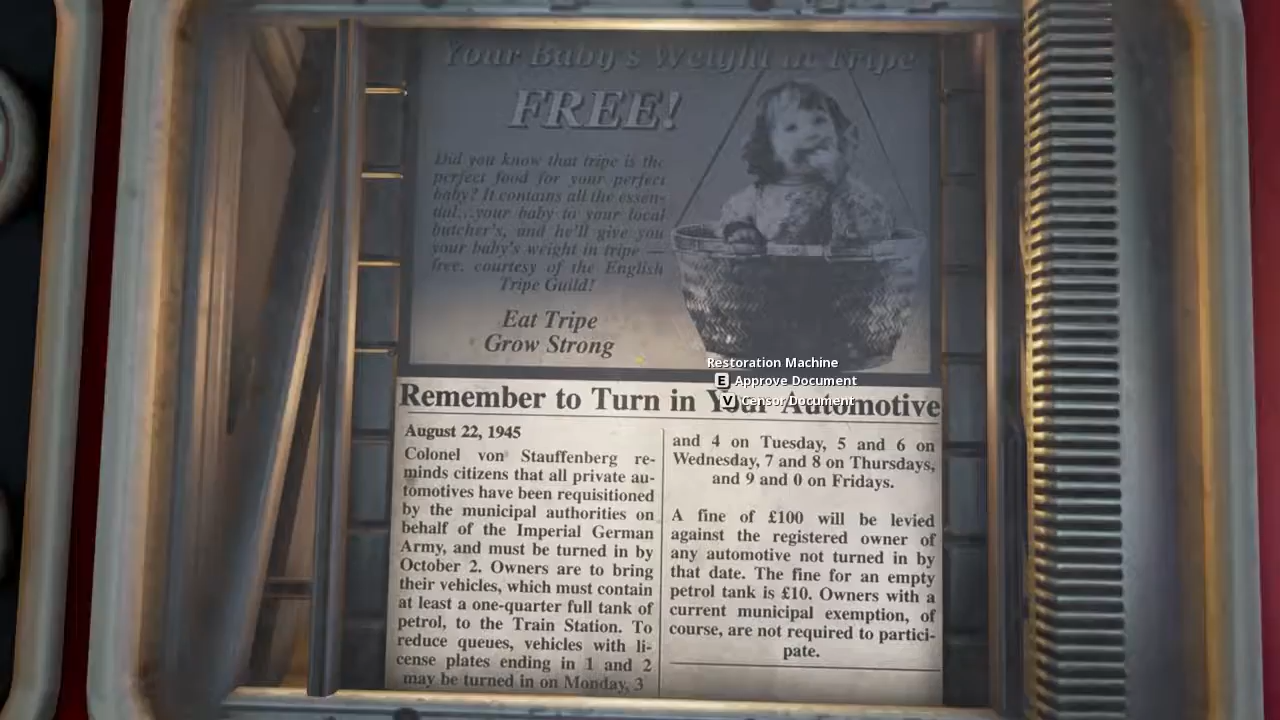 Your Baby's Weight in Tripe
FREE!
Did you know that tripe is the
perfect food for your perfect
baby? It contains all the essen-
tial...your baby to your local
butcher's, and he'll give you
your baby's weight in tripe —
free, courtesy of the English
Tripe Guild!
Eat Tripe
Grow Strong
Restoration Machine
E Approve Document
V Censor Document
Remember to Turn in Your Automotive
August 22, 1945
Colonel von Stauffenberg re-
minds citizens that all private au-
tomotives have been requisitioned
by the municipal authorities on
behalf of the Imperial German
Army, and must be turned in by
October 2. Owners are to bring
their vehicles, which must contain
at least a one-quarter full tank of
petrol, to the Train Station. To
reduce queues, vehicles with li-
cense plates ending in 1 and 2
may be turned in on Monday, 3
and 4 on Tuesday, 5 and 6 on
Wednesday, 7 and 8 on Thursdays,
and 9 and 0 on Fridays.
A fine of £100 will be levied
against the registered owner of
any automotive not turned in by
that date. The fine for an empty
petrol tank is £10. Owners with a
current municipal exemption, of
course, are not required to partici-
pate.